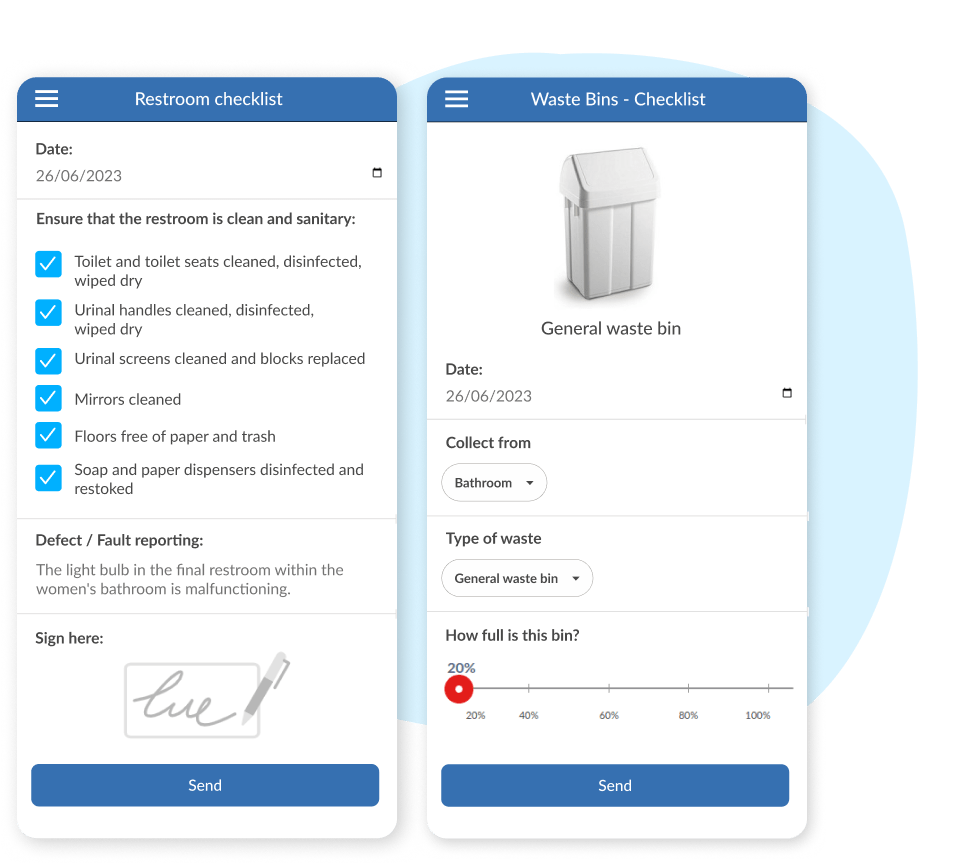 Restroom checklist
Date:
26/06/2023
Ensure that the restroom is clean and sanitary:
Toilet and toilet seats cleaned, disinfected,
wiped dry
Urinal handles cleaned, disinfected,
wiped dry
Urinal screens cleaned and blocks replaced
Mirrors cleaned
Floors free of paper and trash
Soap and paper dispensers disinfected and
restoked
Defect / Fault reporting:
The light bulb in the final restroom within the
women's bathroom is malfunctioning.
Sign here:
Send
Waste Bins - Checklist
General waste bin
Date:
26/06/2023
Collect from
Bathroom
Type of waste
General waste bin
How full is this bin?
20%
20% 40% 60% 80% 100%
Send